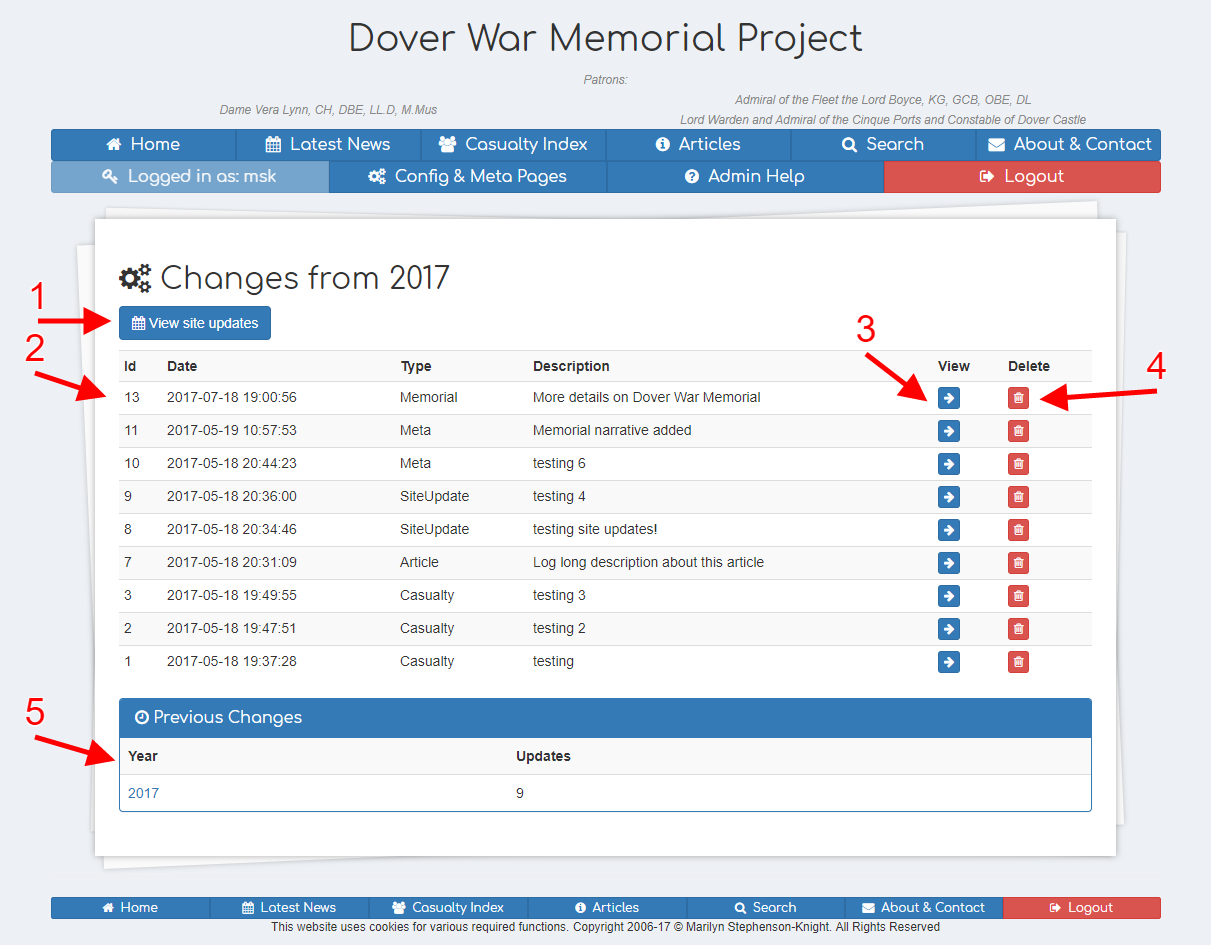 Dover War Memorial Project
Patrons:
Dame Vera Lynn, CH, DBE, LL.D, M.Mus
Admiral of the Fleet the Lord Boyce, KG, GCB, OBE, DL
Lord Warden and Admiral of the Cinque Ports and Constable of Dover Castle
Home Latest News Casualty Index Articles Search About & Contact
Logged in as: msk Config & Meta Pages Admin Help Logout
Changes from 2017
1
View site updates
2
3
4
Id Date Type Description View Delete
13 2017-07-18 19:00:56 Memorial More details on Dover War Memorial
11 2017-05-19 10:57:53 Meta Memorial narrative added
10 2017-05-18 20:44:23 Meta testing 6
9 2017-05-18 20:36:00 SiteUpdate testing 4
8 2017-05-18 20:34:46 SiteUpdate testing site updates!
7 2017-05-18 20:31:09 Article Log long description about this article
3 2017-05-18 19:49:55 Casualty testing 3
2 2017-05-18 19:47:51 Casualty testing 2
1 2017-05-18 19:37:28 Casualty testing
5
Previous Changes
Year Updates
2017 9
Home Latest News Casualty Index Articles Search About & Contact Logout
This website uses cookies for various required functions. Copyright 2006-17 © Marilyn Stephenson-Knight. All Rights Reserved